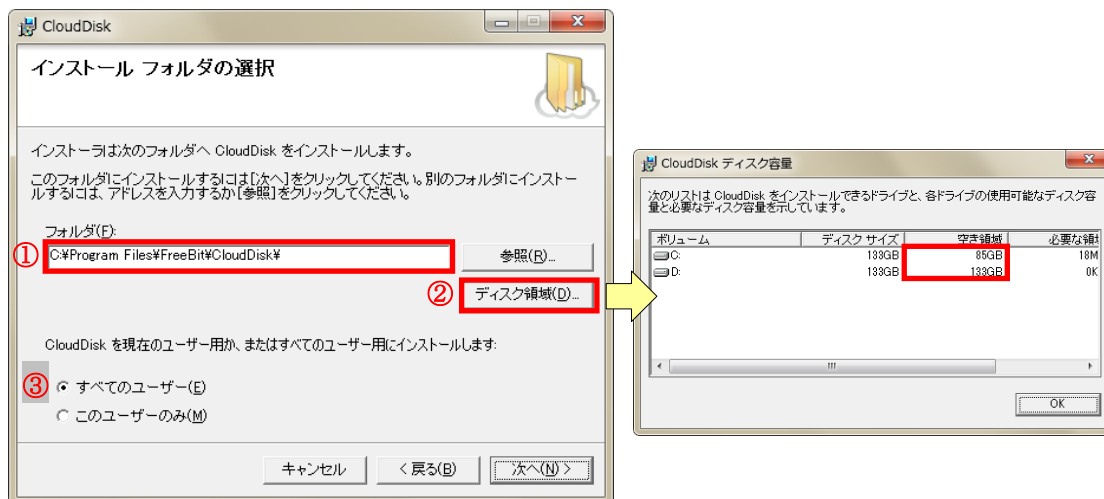 CloudDisk
インストール フォルダの選択
インストーラは次のフォルダへ CloudDisk をインストールします。
このフォルダにインストールするには[次へ]をクリックしてください。別のフォルダにインストー
ルするには、アドレスを入力するか[参照]をクリックしてください。
フォルダ(F):
① C:¥Program Files¥FreeBit¥CloudDisk¥ 参照(R)...
② ディスク領域(D)...
CloudDisk を現在のユーザー用か、またはすべてのユーザー用にインストールします:
③ すべてのユーザー(E)
このユーザーのみ(M)
キャンセル < 戻る(B) 次へ(N) >
CloudDisk ディスク容量
次のリストは CloudDisk をインストールできるドライブと、各ドライブの使用可能なディスク容
量と必要なディスク容量を示しています。
ボリューム ディスク サイズ 空き領域 必要な領域
C: 133GB 85GB 18M
D: 133GB 133GB 0K
OK